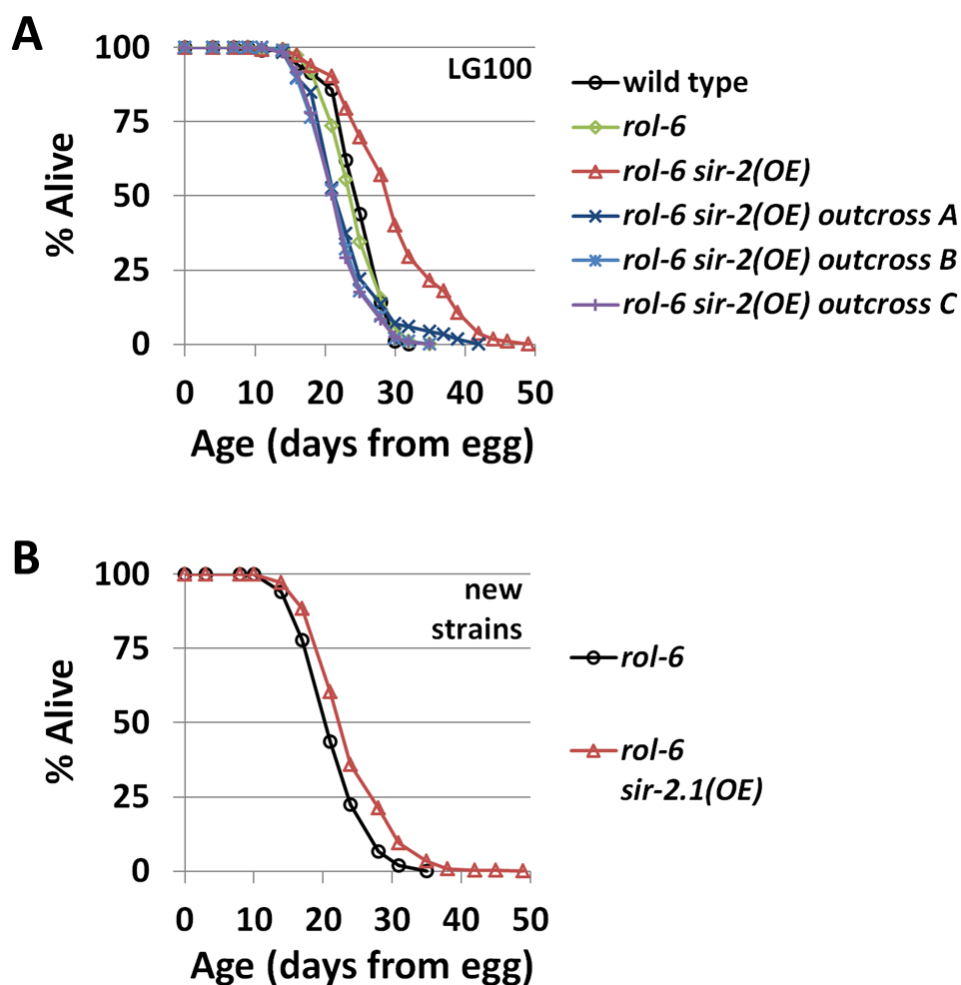 A
100
75
50
25
0
% Alive
LG100
0 10 20 30 40 50
Age (days from egg)
wild type
rol-6
rol-6 sir-2(OE)
rol-6 sir-2(OE) outcross A
rol-6 sir-2(OE) outcross B
rol-6 sir-2(OE) outcross C
B
100
75
50
25
0
% Alive
new
strains
0 10 20 30 40 50
Age (days from egg)
rol-6
rol-6
sir-2.1(OE)